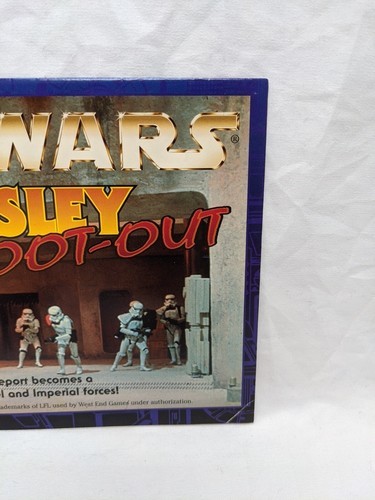 WARS®
SLEY
OOT-OUT
eport becomes a
el and Imperial forces!
ademarks of LFL used by West End Games under authorization